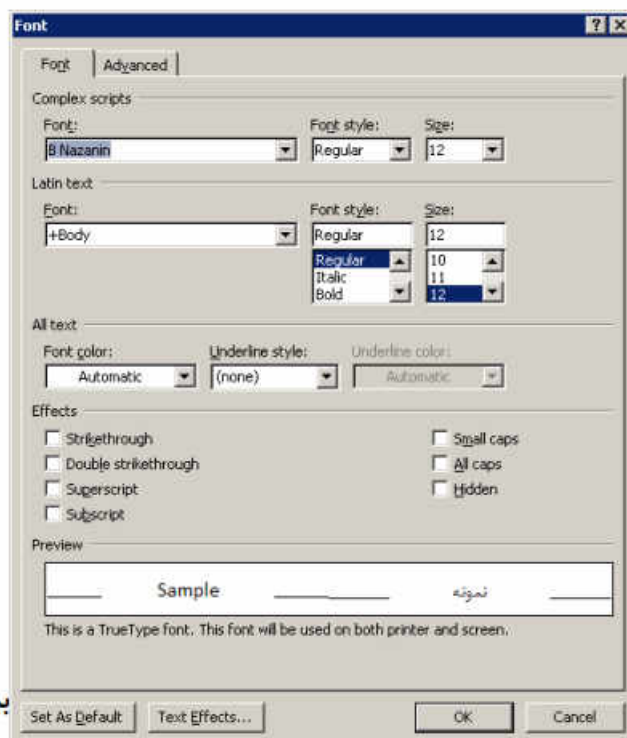 Font
Font Advanced
Complex scripts
Font: Font style: Size:
B Nazanin Regular 12
Latin text
Font: Font style: Size:
+Body Regular 12
Regular 10
Italic 11
Bold 12
All text
Font color: Underline style: Underline color:
Automatic (none) Automatic
Effects
Strikethrough Small caps
Double strikethrough All caps
Superscript Hidden
Subscript
Preview
Sample نمونه
This is a TrueType font. This font will be used on both printer and screen.
Set As Default Text Effects... OK Cancel